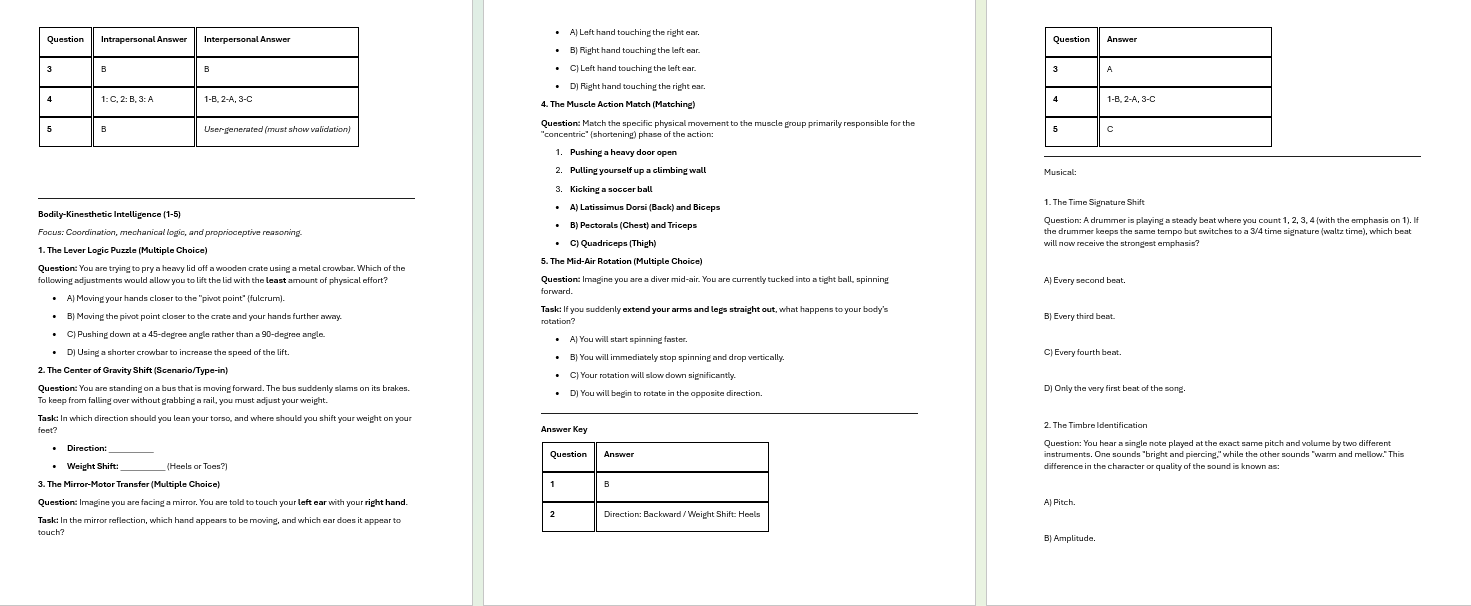 Question Intrapersonal Answer Interpersonal Answer
3 B B
4 1: C, 2: B, 3: A 1-B, 2-A, 3-C
5 B User-generated (must show validation)
Bodily-Kinesthetic Intelligence (1-5)
Focus: Coordination, mechanical logic, and proprioceptive reasoning.
1. The Lever Logic Puzzle (Multiple Choice)
Question: You are trying to pry a heavy lid off a wooden crate using a metal crowbar. Which of the
following adjustments would allow you to lift the lid with the least amount of physical effort?
• A) Moving your hands closer to the "pivot point" (fulcrum).
• B) Moving the pivot point closer to the crate and your hands further away.
• C) Pushing down at a 45-degree angle rather than a 90-degree angle.
• D) Using a shorter crowbar to increase the speed of the lift.
2. The Center of Gravity Shift (Scenario/Type-in)
Question: You are standing on a bus that is moving forward. The bus suddenly slams on its brakes.
To keep from falling over without grabbing a rail, you must adjust your weight.
Task: In which direction should you lean your torso, and where should you shift your weight on your
feet?
• Direction: __________
• Weight Shift: __________ (Heels or Toes?)
3. The Mirror-Motor Transfer (Multiple Choice)
Question: Imagine you are facing a mirror. You are told to touch your left ear with your right hand.
Task: In the mirror reflection, which hand appears to be moving, and which ear does it appear to
touch?
• A) Left hand touching the right ear.
• B) Right hand touching the left ear.
• C) Left hand touching the left ear.
• D) Right hand touching the right ear.
4. The Muscle Action Match (Matching)
Question: Match the specific physical movement to the muscle group primarily responsible for the
"concentric" (shortening) phase of the action:
1. Pushing a heavy door open
2. Pulling yourself up a climbing wall
3. Kicking a soccer ball
• A) Latissimus Dorsi (Back) and Biceps
• B) Pectorals (Chest) and Triceps
• C) Quadriceps (Thigh)
5. The Mid-Air Rotation (Multiple Choice)
Question: Imagine you are a diver mid-air. You are currently tucked into a tight ball, spinning
forward.
Task: If you suddenly extend your arms and legs straight out, what happens to your body's
rotation?
• A) You will start spinning faster.
• B) You will immediately stop spinning and drop vertically.
• C) Your rotation will slow down significantly.
• D) You will begin to rotate in the opposite direction.
Answer Key
Question Answer
1 B
2 Direction: Backward / Weight Shift: Heels
Question Answer
3 A
4 1-B, 2-A, 3-C
5 C
Musical:
1. The Time Signature Shift
Question: A drummer is playing a steady beat where you count 1, 2, 3, 4 (with the emphasis on 1). If
the drummer keeps the same tempo but switches to a 3/4 time signature (waltz time), which beat
will now receive the strongest emphasis?
A) Every second beat.
B) Every third beat.
C) Every fourth beat.
D) Only the very first beat of the song.
2. The Timbre Identification
Question: You hear a single note played at the exact same pitch and volume by two different
instruments. One sounds "bright and piercing," while the other sounds "warm and mellow." This
difference in the character or quality of the sound is known as:
A) Pitch.
B) Amplitude.